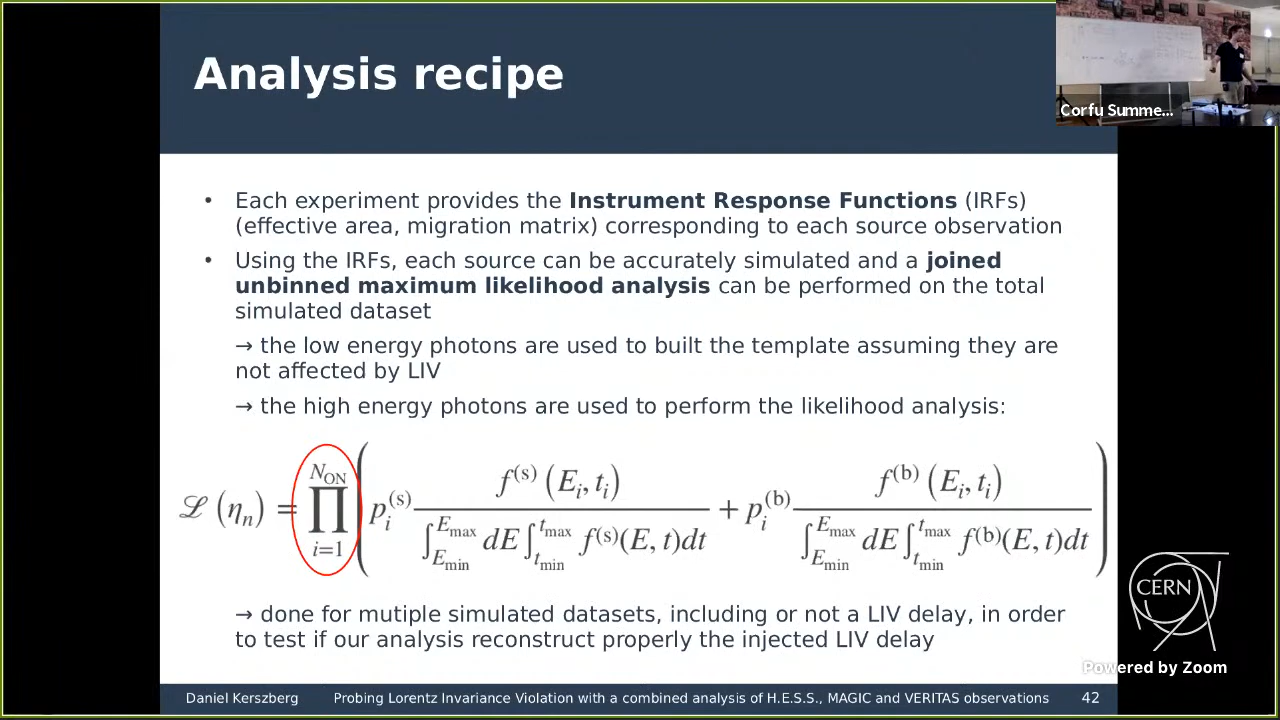 Analysis recipe
Corfu Summe...
• Each experiment provides the Instrument Response Functions (IRFs)
(effective area, migration matrix) corresponding to each source observation
• Using the IRFs, each source can be accurately simulated and a joined
unbinned maximum likelihood analysis can be performed on the total
simulated dataset
→ the low energy photons are used to built the template assuming they are
not affected by LIV
→ the high energy photons are used to perform the likelihood analysis:
ℒ(η_n) = ∏_{i=1}^{N_ON} ( p_i^{(s)} \frac{f^{(s)}(E_i, t_i)}{∫_{E_min}^{E_max} dE ∫_{t_min}^{t_max} f^{(s)}(E, t)dt} + p_i^{(b)} \frac{f^{(b)}(E_i, t_i)}{∫_{E_min}^{E_max} dE ∫_{t_min}^{t_max} f^{(b)}(E, t)dt} )
→ done for mutiple simulated datasets, including or not a LIV delay, in order
to test if our analysis reconstruct properly the injected LIV delay
CERN
Powered by Zoom
Daniel Kerszberg Probing Lorentz Invariance Violation with a combined analysis of H.E.S.S., MAGIC and VERITAS observations 42